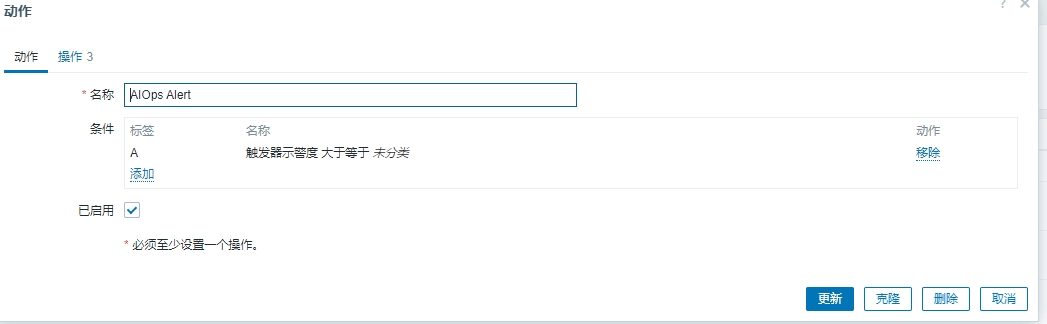 动作
? ×
动作 操作 3
* 名称 AIOps Alert
条件 标签 名称 动作
A 触发器示警度 大于等于 未分类 移除
添加
已启用
* 必须至少设置一个操作。
更新 克隆 删除 取消